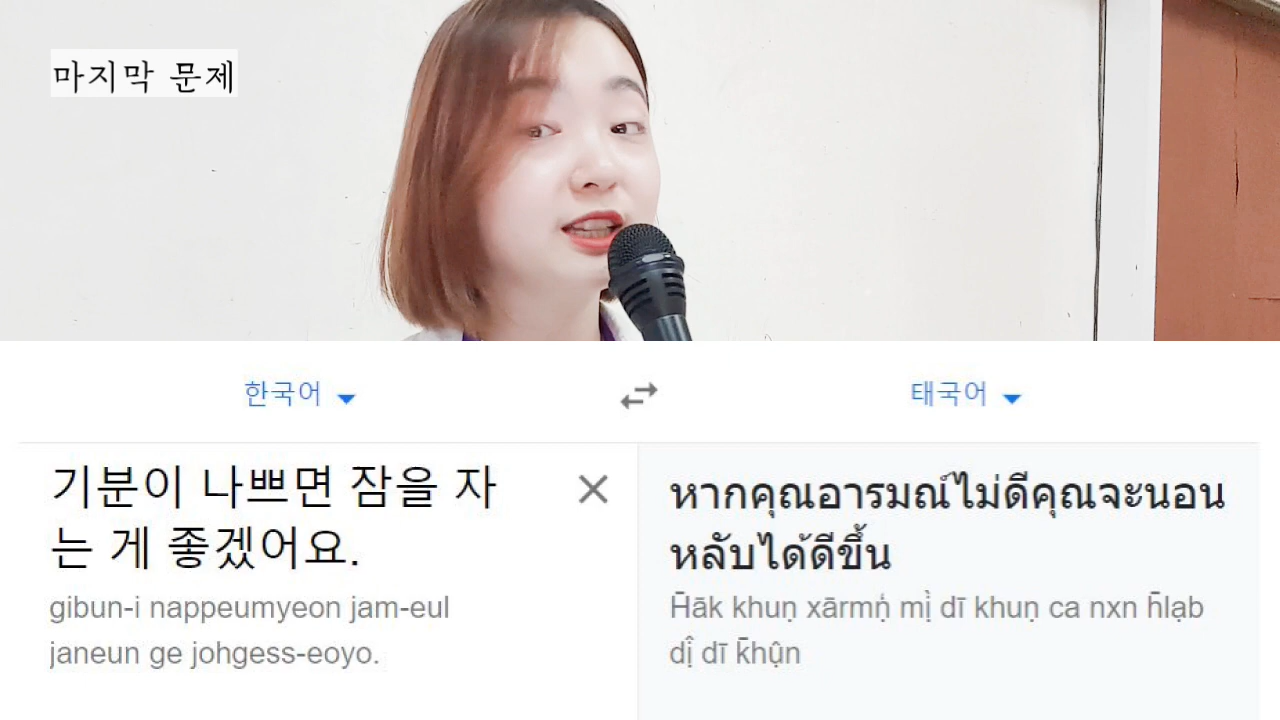 마지막 문제
한국어
태국어
기분이 나쁘면 잠을 자
는 게 좋겠어요.
gibun-i nappeumyeon jam-eul
janeun ge johgess-eoyo.
หากคุณอารมณ์ไม่ดีคุณจะนอน
หลับได้ดีขึ้น
H̄āk khuṇ xārmṇ̒ mị̀ dī khuṇ ca nxn h̄lạb
dị̂ dī k̄hụ̂n